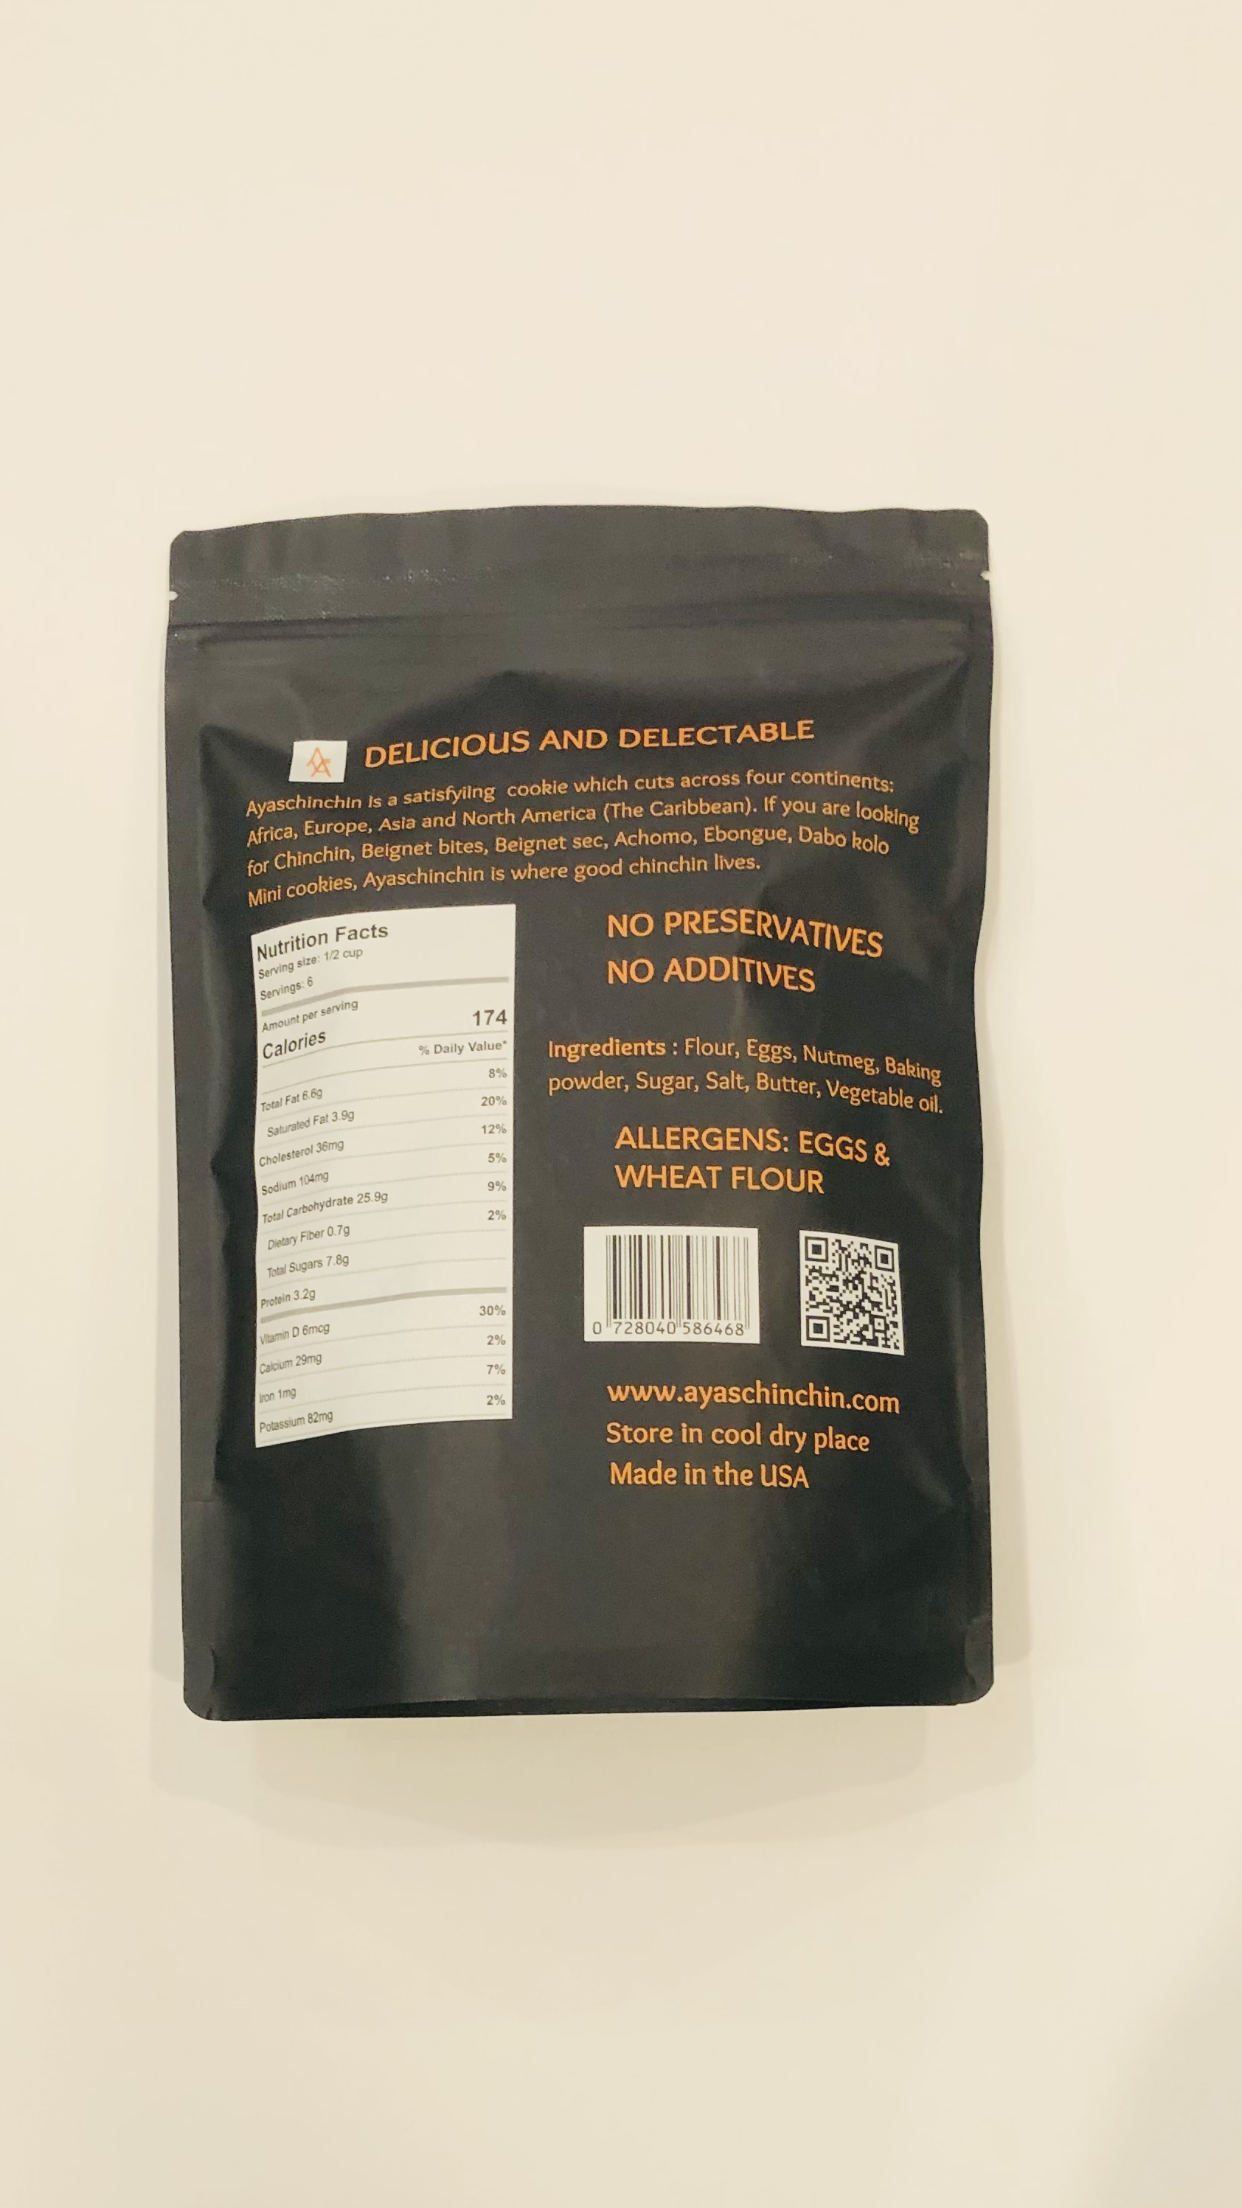 DELICIOUS AND DELECTABLE
Ayaschinchin is a satisfyiing cookie which cuts across four continents:
Africa, Europe, Asia and North America (The Caribbean). If you are looking
for Chinchin, Beignet bites, Beignet sec, Achomo, Ebongue, Dabo kolo
Mini cookies, Ayaschinchin is where good chinchin lives.
Nutrition Facts
Serving size: 1/2 cup
Servings: 6
Amount per serving
Calories 174
% Daily Value*
Total Fat 6.6g 8%
Saturated Fat 3.9g 20%
Cholesterol 36mg 12%
Sodium 104mg 5%
Total Carbohydrate 25.9g 9%
Dietary Fiber 0.7g 2%
Total Sugars 7.8g
Protein 3.2g
Vitamin D 6mcg 30%
Calcium 29mg 2%
Iron 1mg 7%
Potassium 82mg 2%
NO PRESERVATIVES
NO ADDITIVES
Ingredients : Flour, Eggs, Nutmeg, Baking
powder, Sugar, Salt, Butter, Vegetable oil.
ALLERGENS: EGGS &
WHEAT FLOUR
0 728040 586468
www.ayaschinchin.com
Store in cool dry place
Made in the USA